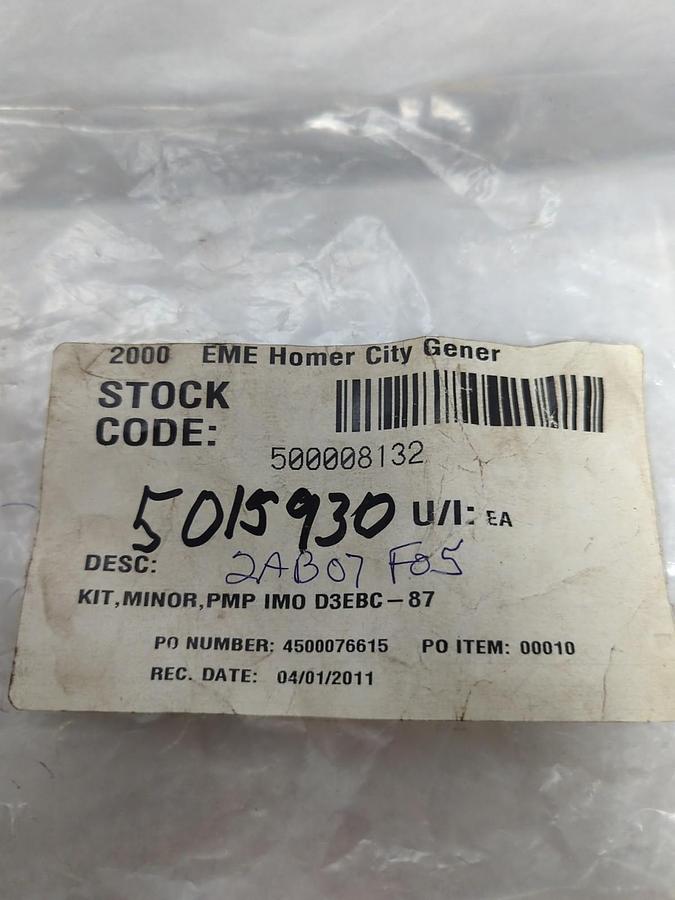 2000 EME Homer City Gener
STOCK
CODE:
500008132
5015930 U/I: EA
DESC: 2AB07 F05
KIT,MINOR,PMP IMO D3EBC-87
PO NUMBER: 4500076615 PO ITEM: 00010
REC. DATE: 04/01/2011